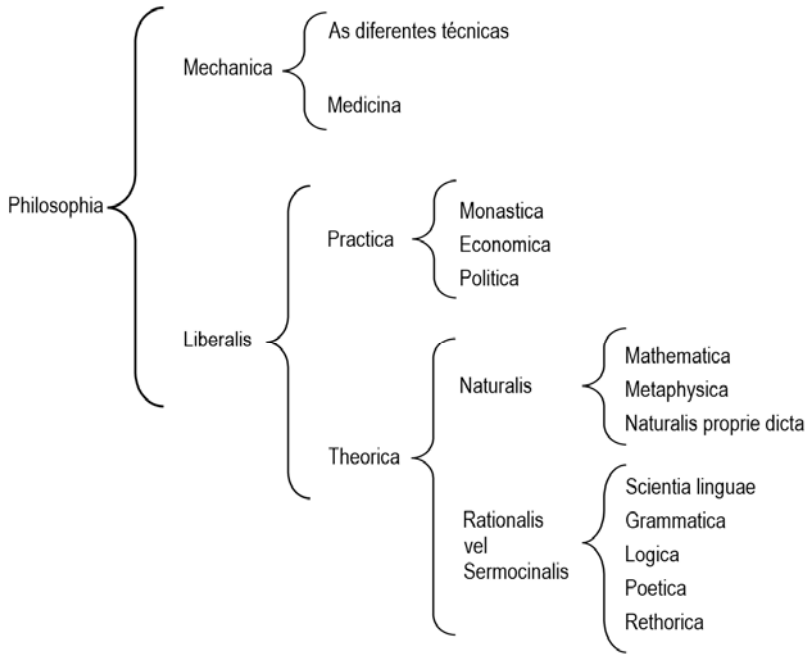 As diferentes técnicas
Mechanica
Medicina
Philosophia
Monastica
Practica
Economica
Politica
Liberalis
Mathematica
Naturalis
Metaphysica
Naturalis proprie dicta
Theorica
Scientia linguae
Rationalis
vel
Sermocinalis
Grammatica
Logica
Poetica
Rethorica